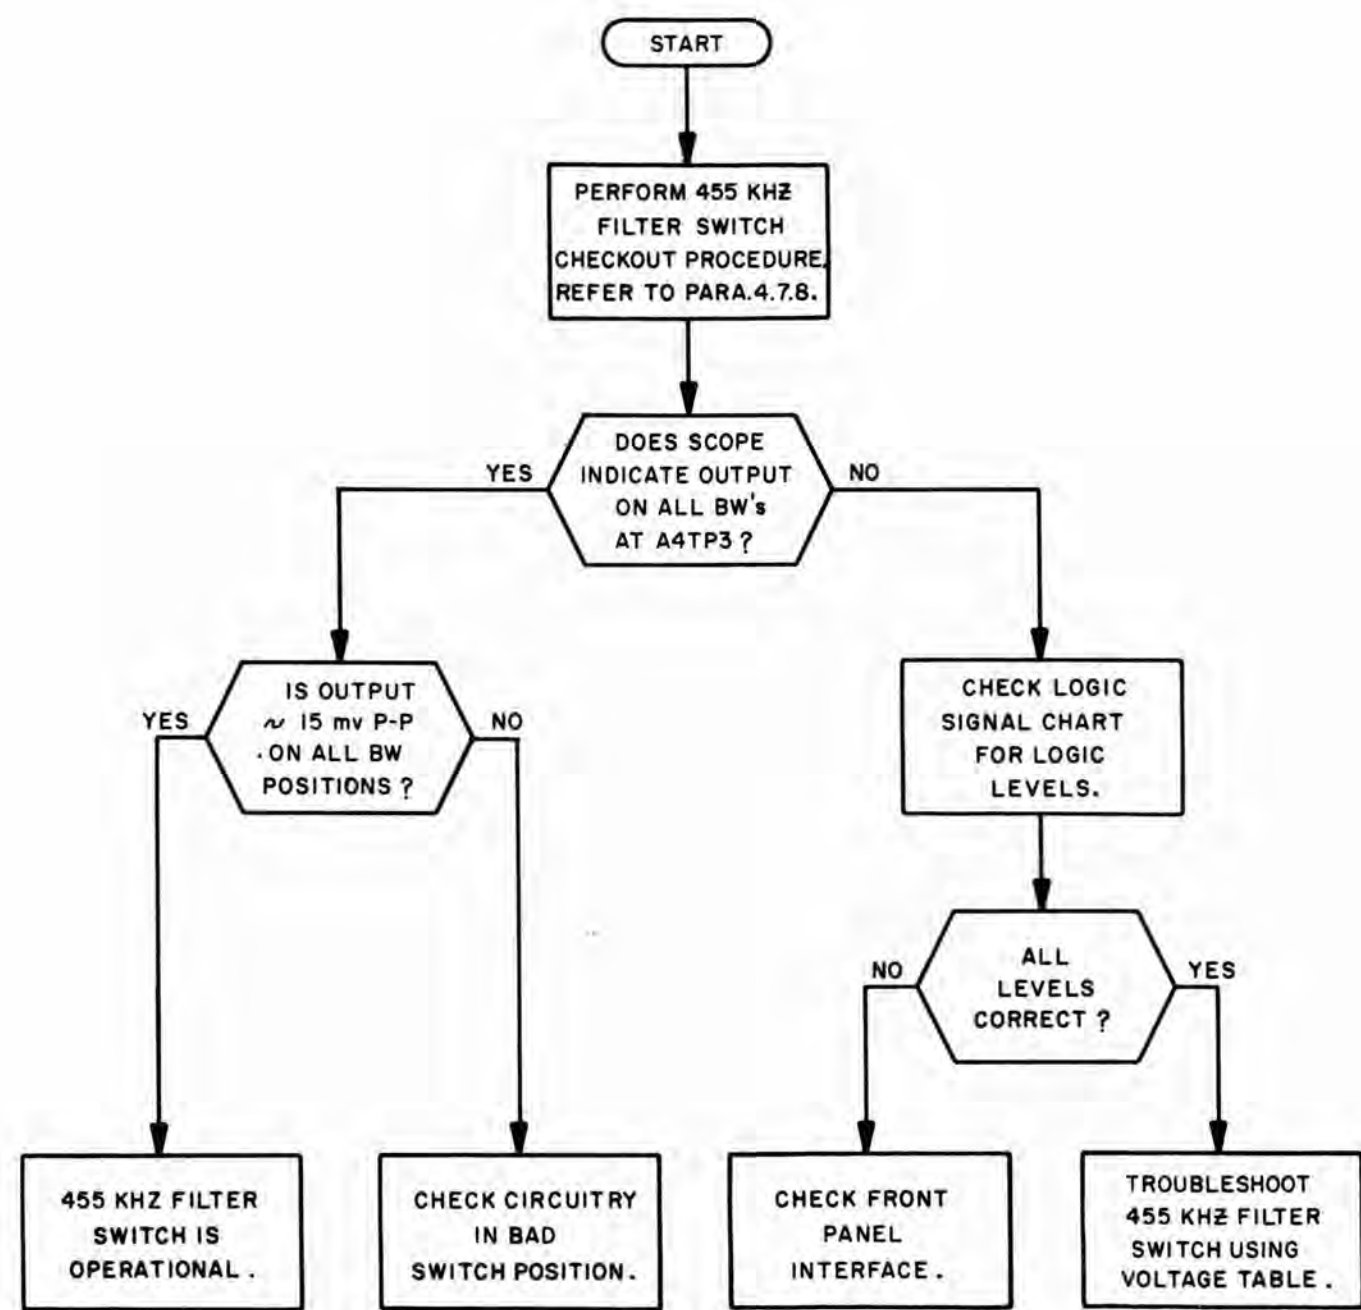 START
PERFORM 455 KHZ
FILTER SWITCH
CHECKOUT PROCEDURE.
REFER TO PARA.4.7.8.
DOES SCOPE
INDICATE OUTPUT
ON ALL BW's
AT A4TP3?
YES
NO
IS OUTPUT
~ 15 mv P-P
ON ALL BW
POSITIONS?
YES
NO
CHECK LOGIC
SIGNAL CHART
FOR LOGIC
LEVELS.
ALL
LEVELS
CORRECT?
NO
YES
455 KHZ FILTER
SWITCH IS
OPERATIONAL.
CHECK CIRCUITRY
IN BAD
SWITCH POSITION.
CHECK FRONT
PANEL
INTERFACE.
TROUBLESHOOT
455 KHZ FILTER
SWITCH USING
VOLTAGE TABLE.